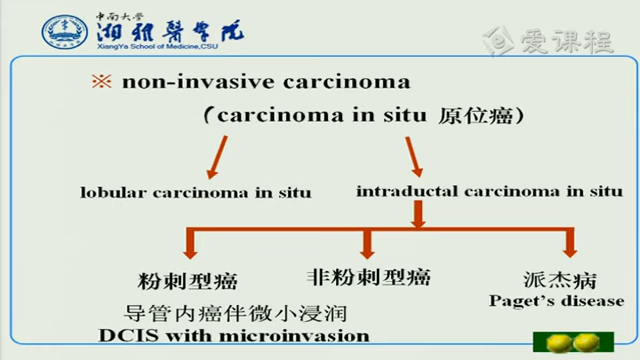 中南大学
湘雅醫学院
XiangYa School of Medicine,CSU
爱课程
※ non-invasive carcinoma
（carcinoma in situ 原位癌）
lobular carcinoma in situ
intraductal carcinoma in situ
粉刺型癌
非粉刺型癌
派杰病
Paget's disease
导管内癌伴微小浸润
DCIS with microinvasion